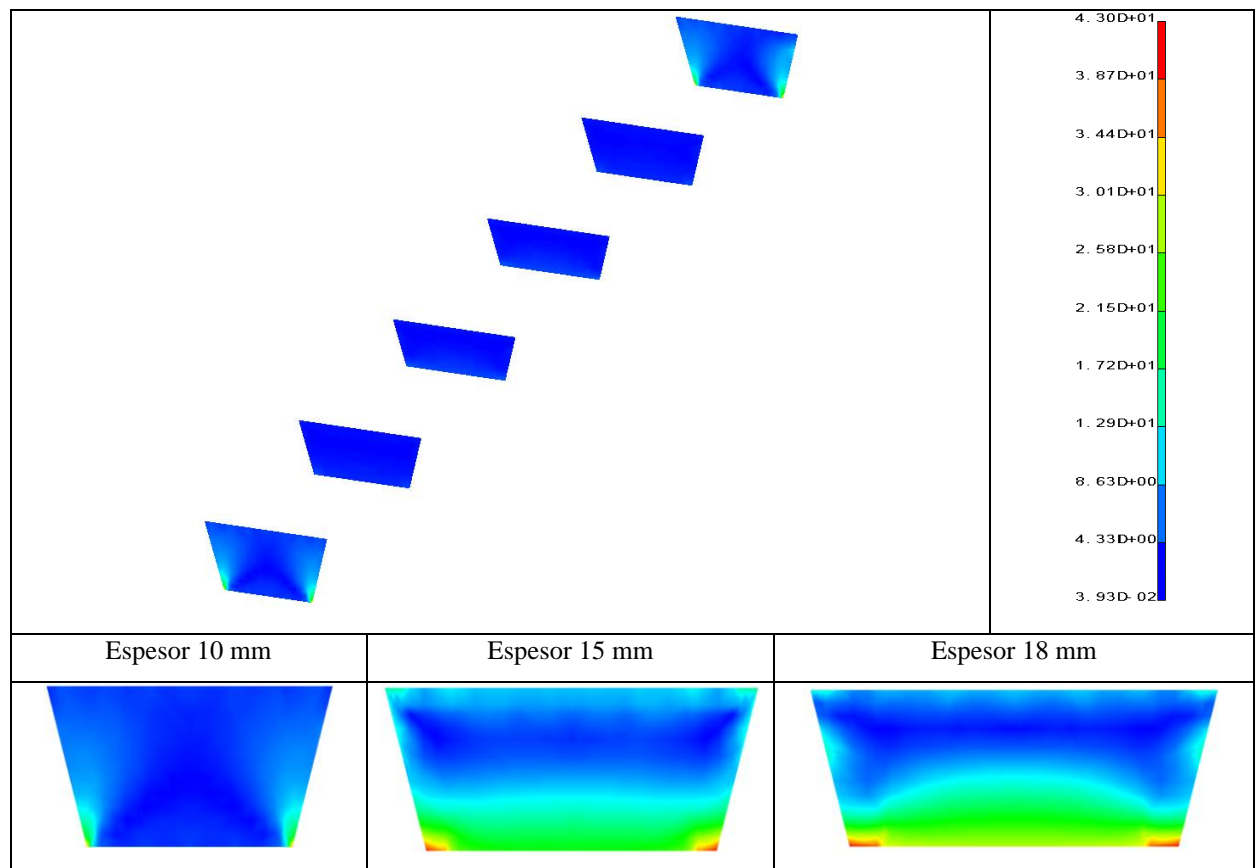 4. 30D+01
3. 87D+01
3. 44D+01
3. 01D+01
2. 58D+01
2. 15D+01
1. 72D+01
1. 29D+01
8. 63D+00
4. 33D+00
3. 93D- 02
Espesor 10 mm
Espesor 15 mm
Espesor 18 mm